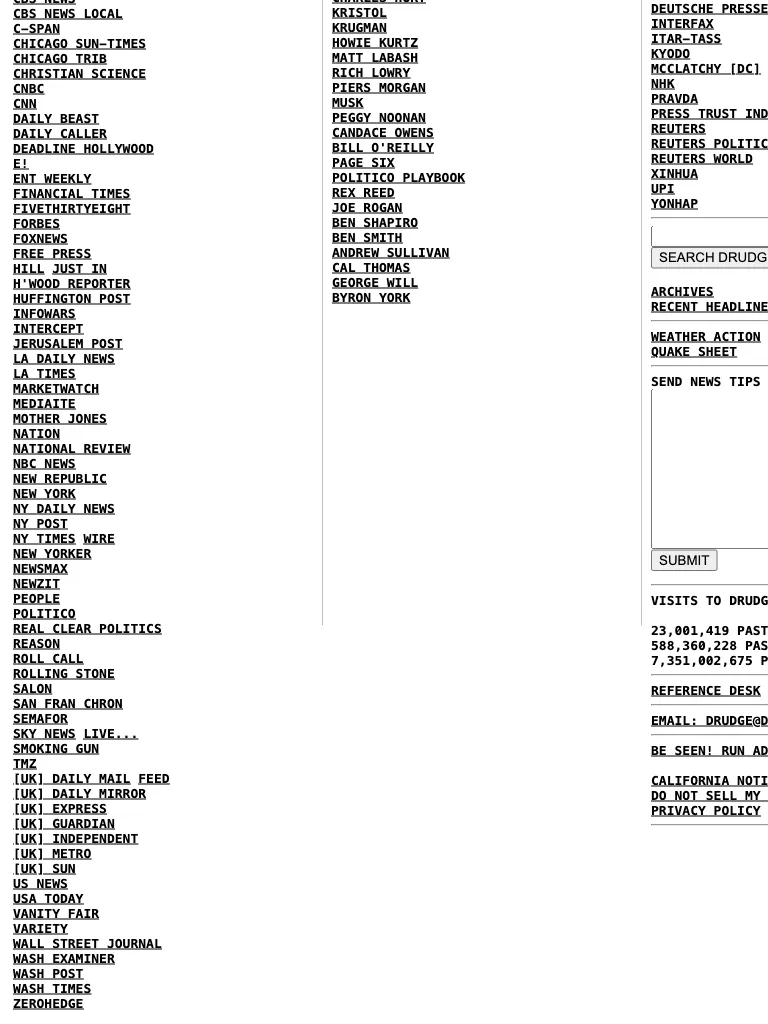 CBS NEWS
CBS NEWS LOCAL
C-SPAN
CHICAGO SUN-TIMES
CHICAGO TRIB
CHRISTIAN SCIENCE
CNBC
CNN
DAILY BEAST
DAILY CALLER
DEADLINE HOLLYWOOD
E!
ENT WEEKLY
FINANCIAL TIMES
FIVETHIRTYEIGHT
FORBES
FOXNEWS
FREE PRESS
HILL JUST IN
H'WOOD REPORTER
HUFFINGTON POST
INFOWARS
INTERCEPT
JERUSALEM POST
LA DAILY NEWS
LA TIMES
MARKETWATCH
MEDIAITE
MOTHER JONES
NATION
NATIONAL REVIEW
NBC NEWS
NEW REPUBLIC
NEW YORK
NY DAILY NEWS
NY POST
NY TIMES WIRE
NEW YORKER
NEWSMAX
NEWZIT
PEOPLE
POLITICO
REAL CLEAR POLITICS
REASON
ROLL CALL
ROLLING STONE
SALON
SAN FRAN CHRON
SEMAFOR
SKY NEWS LIVE...
SMOKING GUN
TMZ
[UK] DAILY MAIL FEED
[UK] DAILY MIRROR
[UK] EXPRESS
[UK] GUARDIAN
[UK] INDEPENDENT
[UK] METRO
[UK] SUN
US NEWS
USA TODAY
VANITY FAIR
VARIETY
WALL STREET JOURNAL
WASH EXAMINER
WASH POST
WASH TIMES
ZEROHEDGE
CHARLES HURT
KRISTOL
KRUGMAN
HOWIE KURTZ
MATT LABASH
RICH LOWRY
PIERS MORGAN
MUSK
PEGGY NOONAN
CANDACE OWENS
BILL O'REILLY
PAGE SIX
POLITICO PLAYBOOK
REX REED
JOE ROGAN
BEN SHAPIRO
BEN SMITH
ANDREW SULLIVAN
CAL THOMAS
GEORGE WILL
BYRON YORK
DEUTSCHE PRESSE
INTERFAX
ITAR-TASS
KYODO
MCCLATCHY [DC]
NHK
PRAVDA
PRESS TRUST IND
REUTERS
REUTERS POLITIC
REUTERS WORLD
XINHUA
UPI
YONHAP
SEARCH DRUDG
ARCHIVES
RECENT HEADLINE
WEATHER ACTION
QUAKE SHEET
SEND NEWS TIPS
SUBMIT
VISITS TO DRUDG
23,001,419 PAST
588,360,228 PAS
7,351,002,675 P
REFERENCE DESK
EMAIL: DRUDGE@D
BE SEEN! RUN AD
CALIFORNIA NOTI
DO NOT SELL MY
PRIVACY POLICY